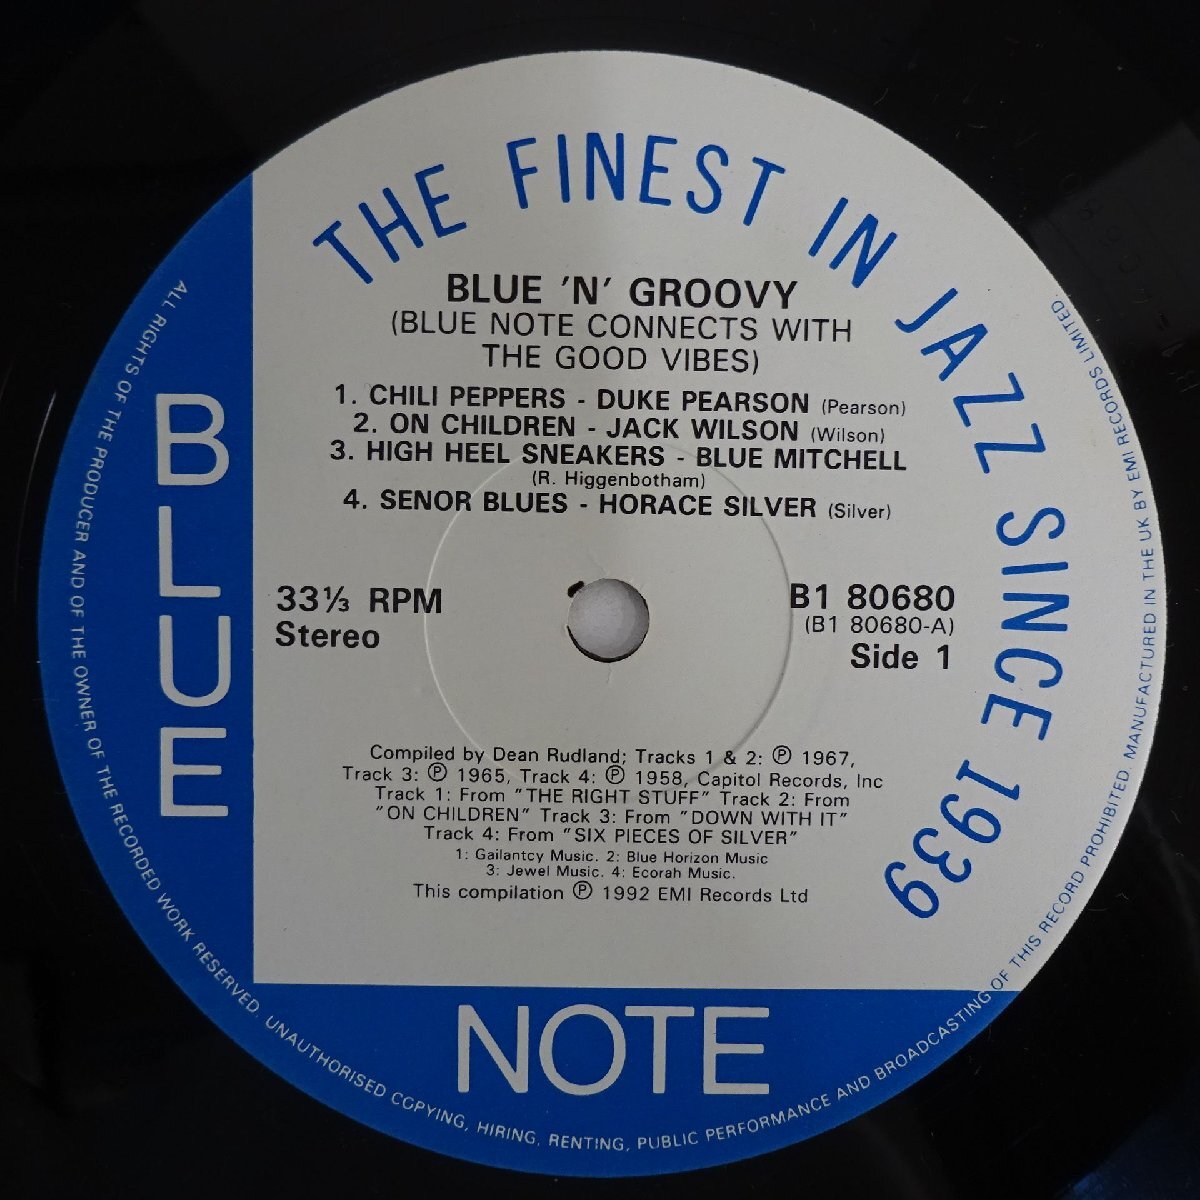 THE FINEST IN JAZZ SINCE 1939
BLUE 'N' GROOVY
(BLUE NOTE CONNECTS WITH
THE GOOD VIBES)
1. CHILI PEPPERS - DUKE PEARSON (Pearson)
2. ON CHILDREN - JACK WILSON (Wilson)
3. HIGH HEEL SNEAKERS - BLUE MITCHELL
(R. Higgenbotham)
4. SENOR BLUES - HORACE SILVER (Silver)
33⅓ RPM
Stereo
B1 80680
(B1 80680-A)
Side 1
Compiled by Dean Rudland; Tracks 1 & 2: ℗ 1967,
Track 3: ℗ 1965, Track 4: ℗ 1958, Capitol Records, Inc
Track 1: From "THE RIGHT STUFF" Track 2: From
"ON CHILDREN" Track 3: From "DOWN WITH IT"
Track 4: From "SIX PIECES OF SILVER"
1: Gailantcy Music. 2: Blue Horizon Music
3: Jewel Music. 4: Ecorah Music.
This compilation ℗ 1992 EMI Records Ltd
BLUE
NOTE
ALL RIGHTS OF THE PRODUCER AND OF THE OWNER OF THE RECORDED WORK RESERVED. UNAUTHORISED COPYING, HIRING, RENTING, PUBLIC PERFORMANCE AND BROADCASTING OF THIS RECORD PROHIBITED. MANUFACTURED IN THE UK BY EMI RECORDS LIMITED.